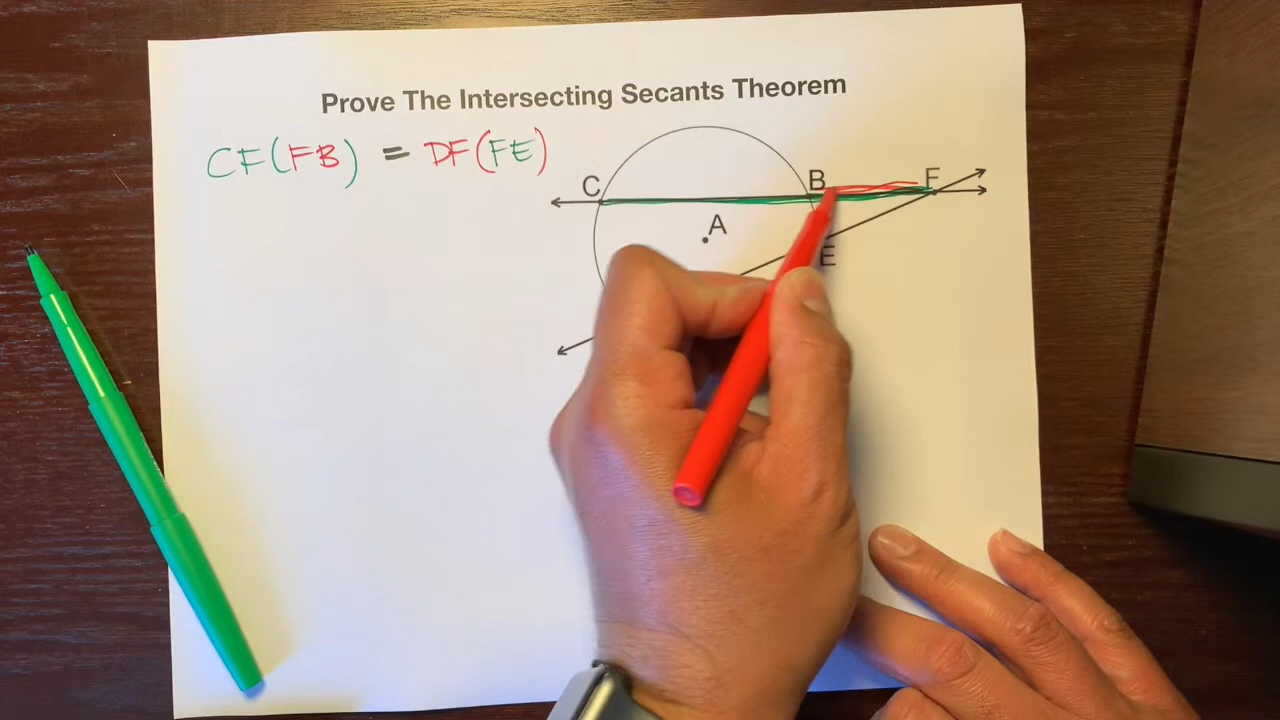 Prove The Intersecting Secants Theorem
CF(FB) = DF(FE)
C
B
F
A
E